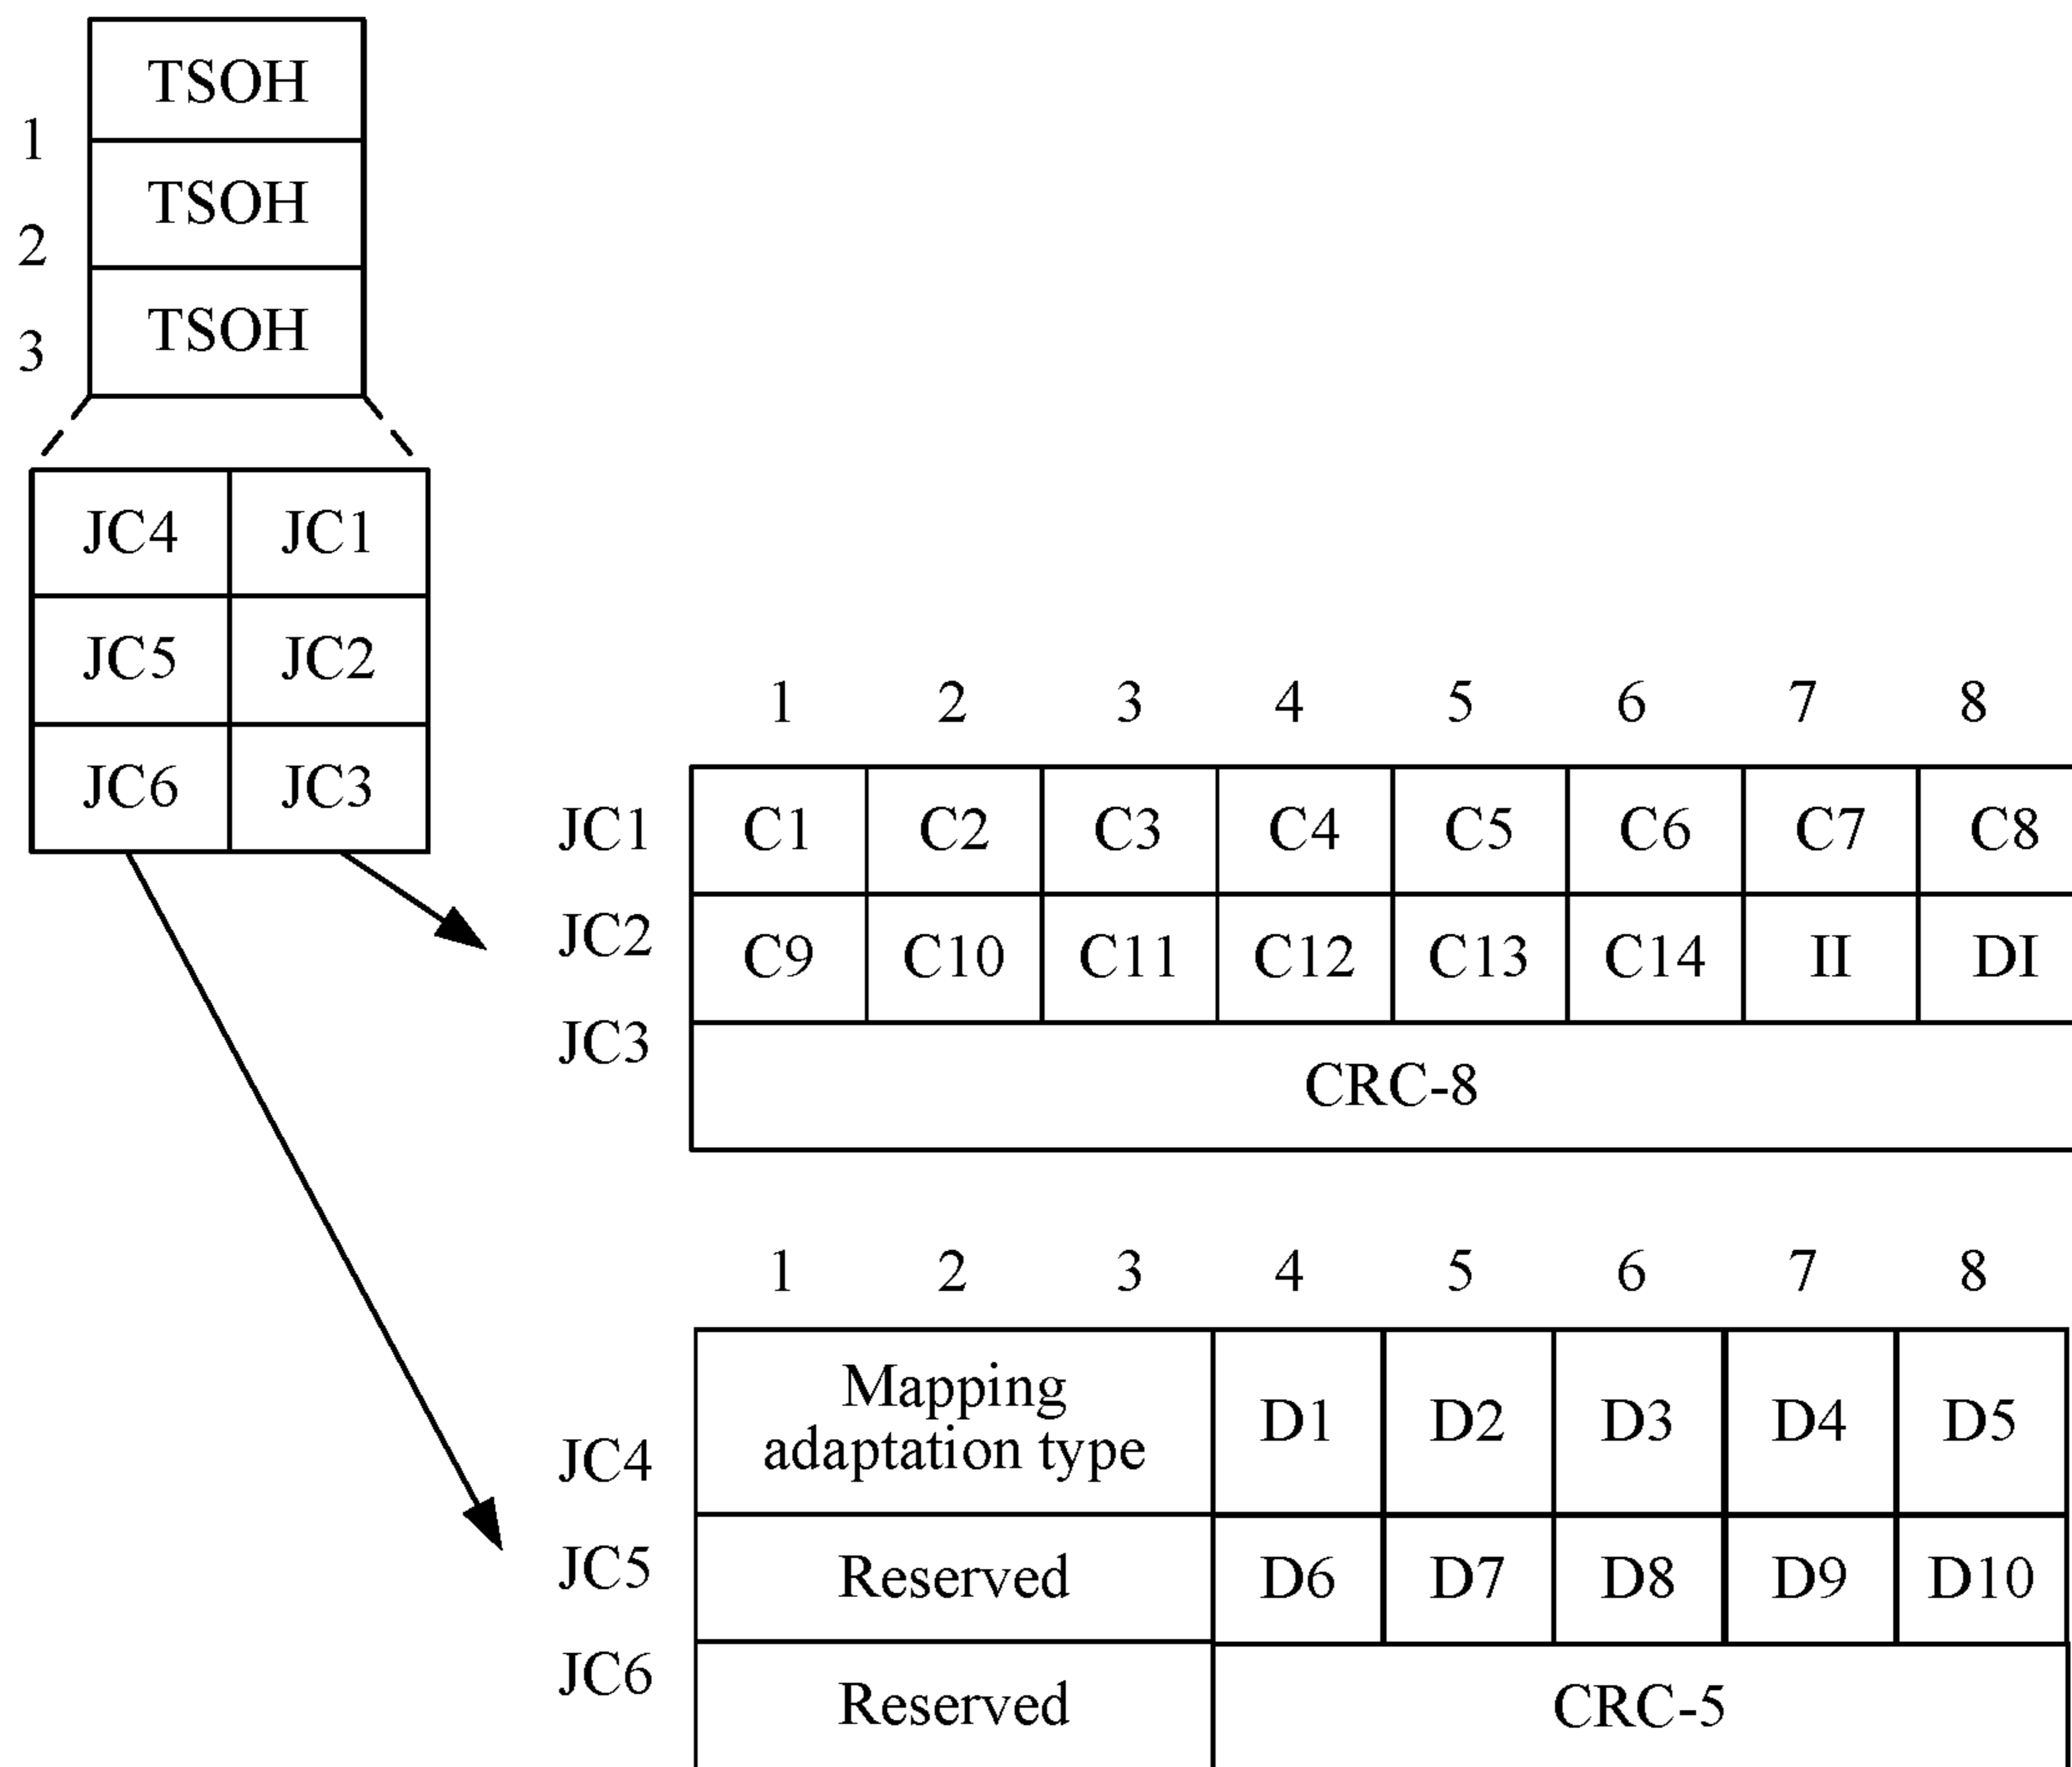 TSOH
1
TSOH
2
TSOH
3
JC4 JC1
JC5 JC2
JC6 JC3
1 2 3 4 5 6 7 8
JC1 C1 C2 C3 C4 C5 C6 C7 C8
JC2 C9 C10 C11 C12 C13 C14 II DI
JC3
CRC-8
1 2 3 4 5 6 7 8
Mapping
adaptation type D1 D2 D3 D4 D5
JC4
JC5 Reserved D6 D7 D8 D9 D10
JC6
Reserved CRC-5